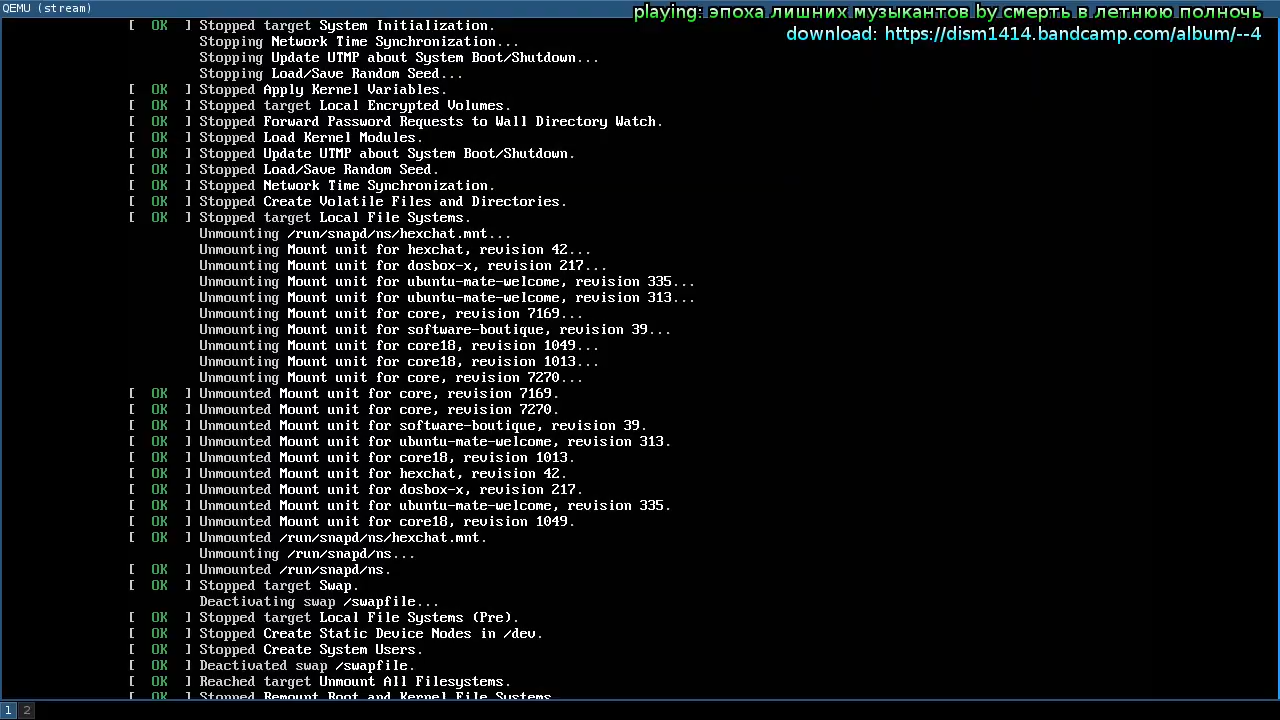 QEMU (stream)
playing: эпоха лишних музыкантов by смерть в летнюю полночь
download: https://dism1414.bandcamp.com/album/--4
[  OK  ] Stopped target System Initialization.
Stopping Network Time Synchronization...
Stopping Update UTMP about System Boot/Shutdown...
Stopping Load/Save Random Seed...
[  OK  ] Stopped Apply Kernel Variables.
[  OK  ] Stopped target Local Encrypted Volumes.
[  OK  ] Stopped Forward Password Requests to Wall Directory Watch.
[  OK  ] Stopped Load Kernel Modules.
[  OK  ] Stopped Update UTMP about System Boot/Shutdown.
[  OK  ] Stopped Load/Save Random Seed.
[  OK  ] Stopped Network Time Synchronization.
[  OK  ] Stopped Create Volatile Files and Directories.
[  OK  ] Stopped target Local File Systems.
Unmounting /run/snapd/ns/hexchat.mnt...
Unmounting Mount unit for hexchat, revision 42...
Unmounting Mount unit for dosbox-x, revision 217...
Unmounting Mount unit for ubuntu-mate-welcome, revision 335...
Unmounting Mount unit for ubuntu-mate-welcome, revision 313...
Unmounting Mount unit for core, revision 7169...
Unmounting Mount unit for software-boutique, revision 39...
Unmounting Mount unit for core18, revision 1049...
Unmounting Mount unit for core18, revision 1013...
Unmounting Mount unit for core, revision 7270...
[  OK  ] Unmounted Mount unit for core, revision 7169.
[  OK  ] Unmounted Mount unit for core, revision 7270.
[  OK  ] Unmounted Mount unit for software-boutique, revision 39.
[  OK  ] Unmounted Mount unit for ubuntu-mate-welcome, revision 313.
[  OK  ] Unmounted Mount unit for core18, revision 1013.
[  OK  ] Unmounted Mount unit for hexchat, revision 42.
[  OK  ] Unmounted Mount unit for dosbox-x, revision 217.
[  OK  ] Unmounted Mount unit for ubuntu-mate-welcome, revision 335.
[  OK  ] Unmounted Mount unit for core18, revision 1049.
[  OK  ] Unmounted /run/snapd/ns/hexchat.mnt.
Unmounting /run/snapd/ns...
[  OK  ] Unmounted /run/snapd/ns.
[  OK  ] Stopped target Swap.
Deactivating swap /swapfile...
[  OK  ] Stopped target Local File Systems (Pre).
[  OK  ] Stopped Create Static Device Nodes in /dev.
[  OK  ] Stopped Create System Users.
[  OK  ] Deactivated swap /swapfile.
[  OK  ] Reached target Unmount All Filesystems.
[  OK  ] Stopped Remount Root and Kernel File Systems
1 2